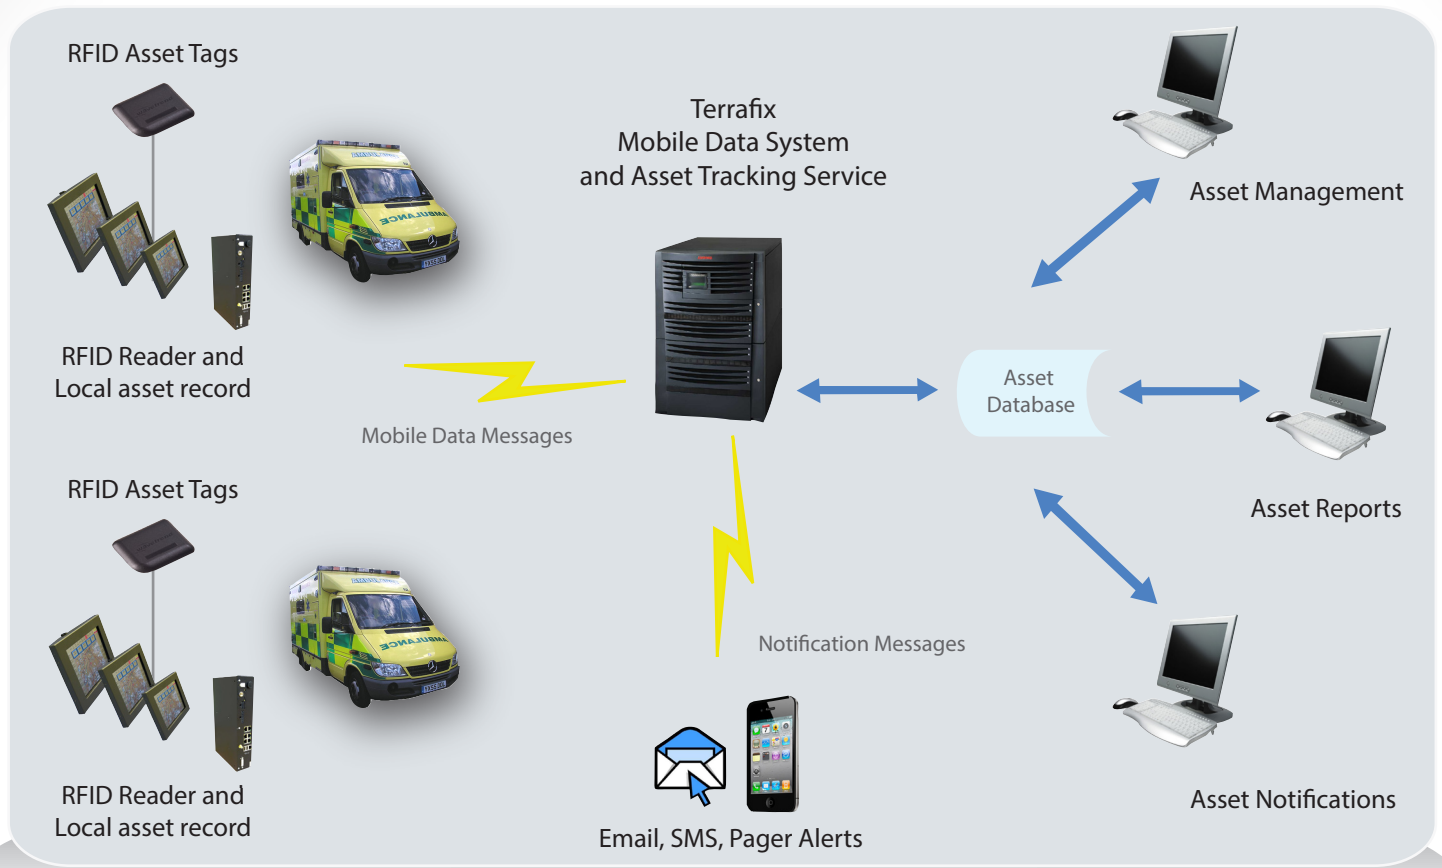 RFID Asset Tags
RFID Reader and
Local asset record
AMBULANCE
Terrafix
Mobile Data System
and Asset Tracking Service
Mobile Data Messages
Asset
Database
Asset Management
Asset Reports
Asset Notifications
RFID Asset Tags
RFID Reader and
Local asset record
AMBULANCE
Notification Messages
Email, SMS, Pager Alerts